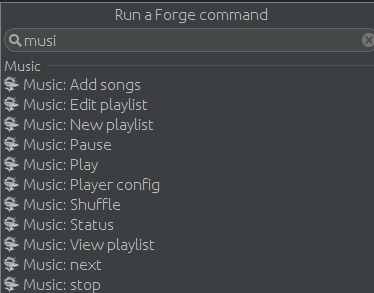 Run a Forge command
musi
Music
Music: Add songs
Music: Edit playlist
Music: New playlist
Music: Pause
Music: Play
Music: Player config
Music: Shuffle
Music: Status
Music: View playlist
Music: next
Music: stop